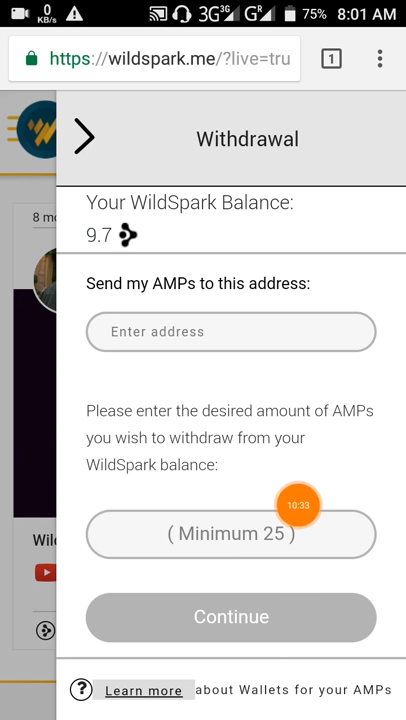 0
KB/s
3G 3G
G R
75%
8:01 AM
https://wildspark.me/?live=tru
1
Withdrawal
Your WildSpark Balance:
9.7
8 mo
Send my AMPs to this address:
Enter address
Please enter the desired amount of AMPs
you wish to withdraw from your
WildSpark balance:
10:33
( Minimum 25 )
Wild
Continue
? Learn more about Wallets for your AMPs